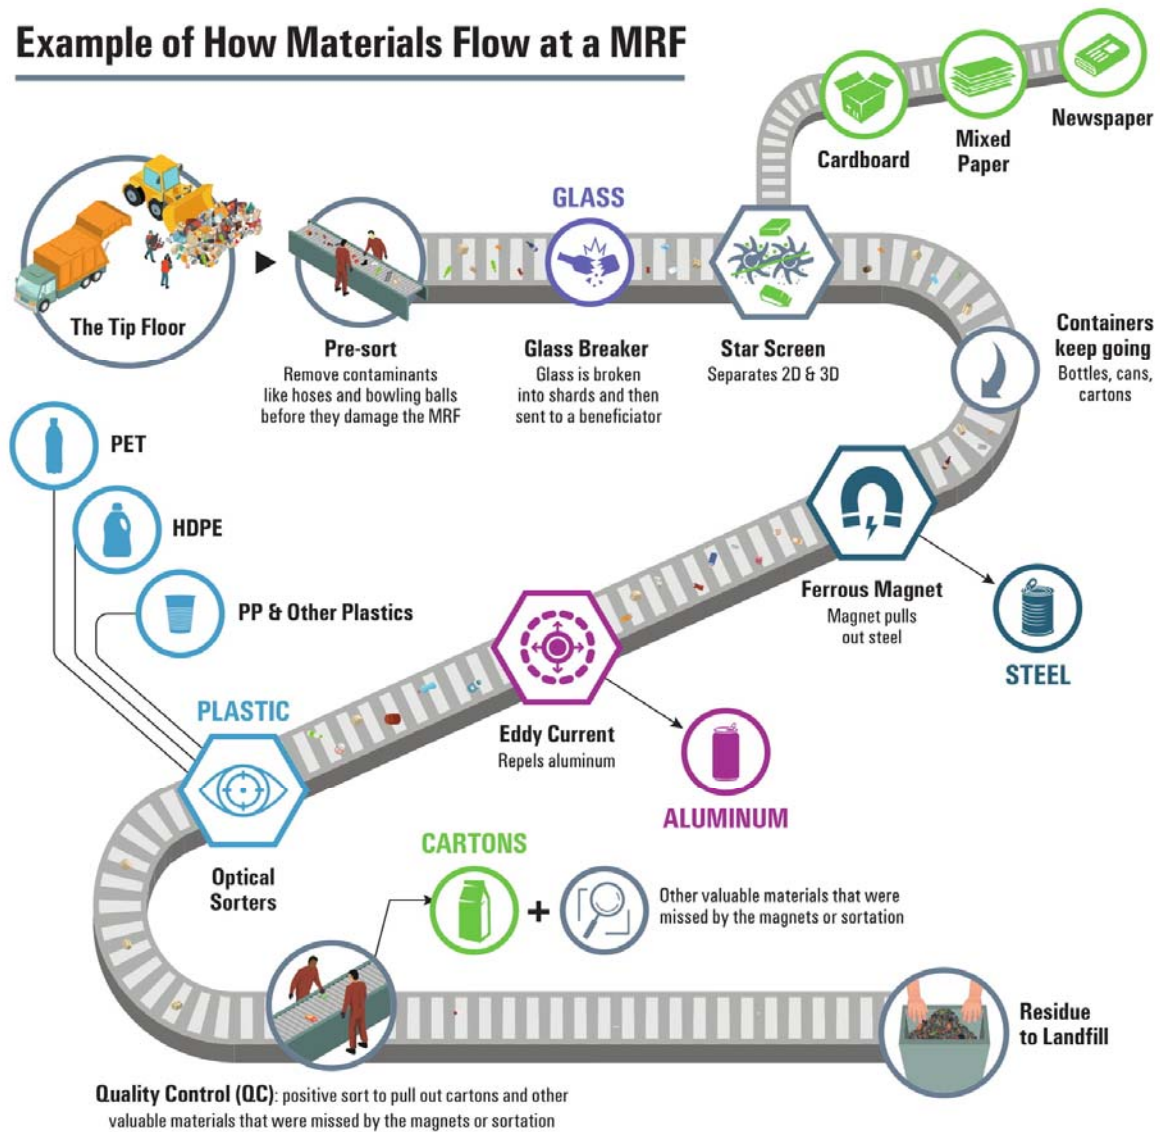 Example of How Materials Flow at a MRF
Newspaper
Mixed
Paper
Cardboard
GLASS
The Tip Floor
Pre-sort
Remove contaminants
like hoses and bowling balls
before they damage the MRF
Glass Breaker
Glass is broken
into shards and then
sent to a beneficiator
Star Screen
Separates 2D & 3D
Containers
keep going
Bottles, cans,
cartons
PET
HDPE
PP & Other Plastics
Ferrous Magnet
Magnet pulls
out steel
STEEL
PLASTIC
Eddy Current
Repels aluminum
ALUMINUM
Optical
Sorters
CARTONS
+
Other valuable materials that were
missed by the magnets or sortation
Residue
to Landfill
Quality Control (QC): positive sort to pull out cartons and other
valuable materials that were missed by the magnets or sortation